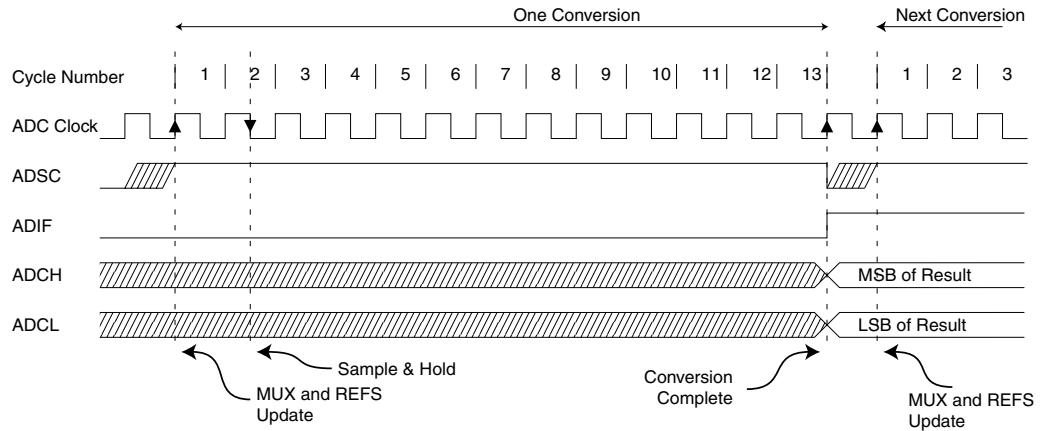 One Conversion
Next Conversion
Cycle Number 1 2 3 4 5 6 7 8 9 10 11 12 13 1 2 3
ADC Clock
ADSC
ADIF
ADCH MSB of Result
ADCL LSB of Result
Sample & Hold
MUX and REFS
Update
Conversion
Complete
MUX and REFS
Update